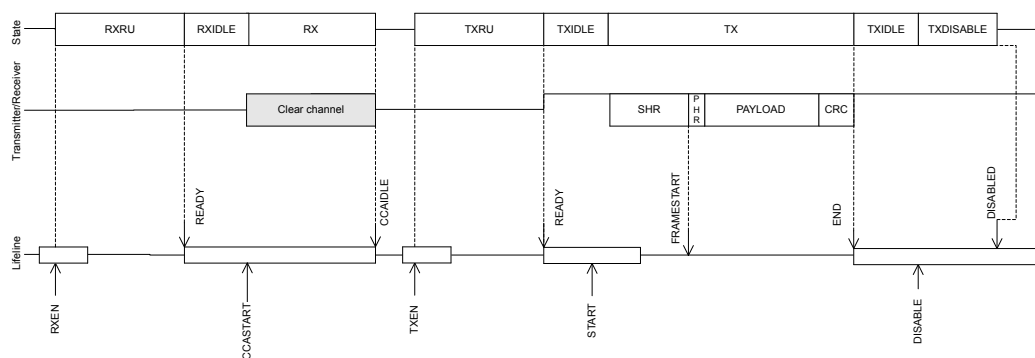 State
RXRU
RXIDLE
RX
TXRU
TXIDLE
TX
TXIDLE
TXDISABLE
Transmitter/Receiver
Clear channel
SHR
PHR
PAYLOAD
CRC
READY
CCAIDLE
READY
FRAMESTART
END
DISABLED
Lifeline
RXEN
CCASTART
TXEN
START
DISABLE